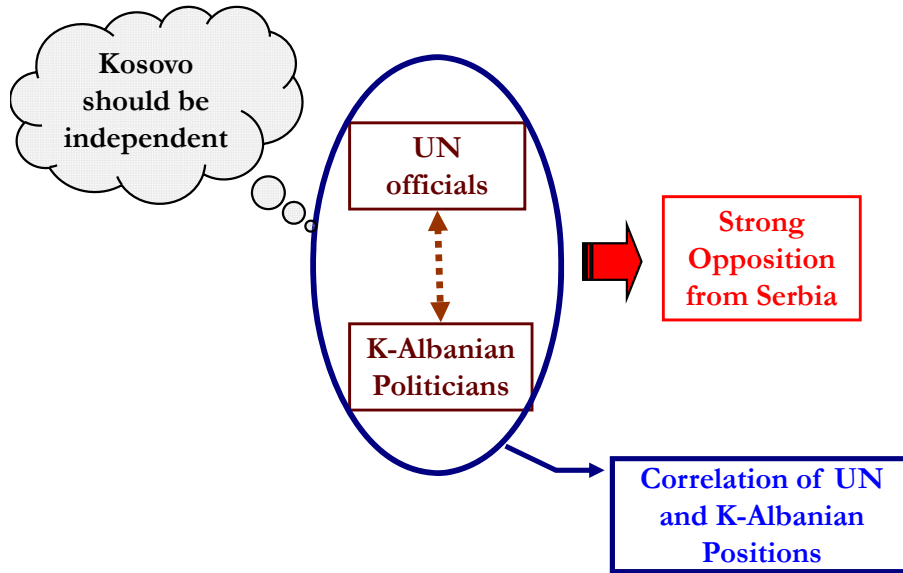 Kosovo
should be
independent
UN
officials
Strong
Opposition
from Serbia
K-Albanian
Politicians
Correlation of UN
and K-Albanian
Positions